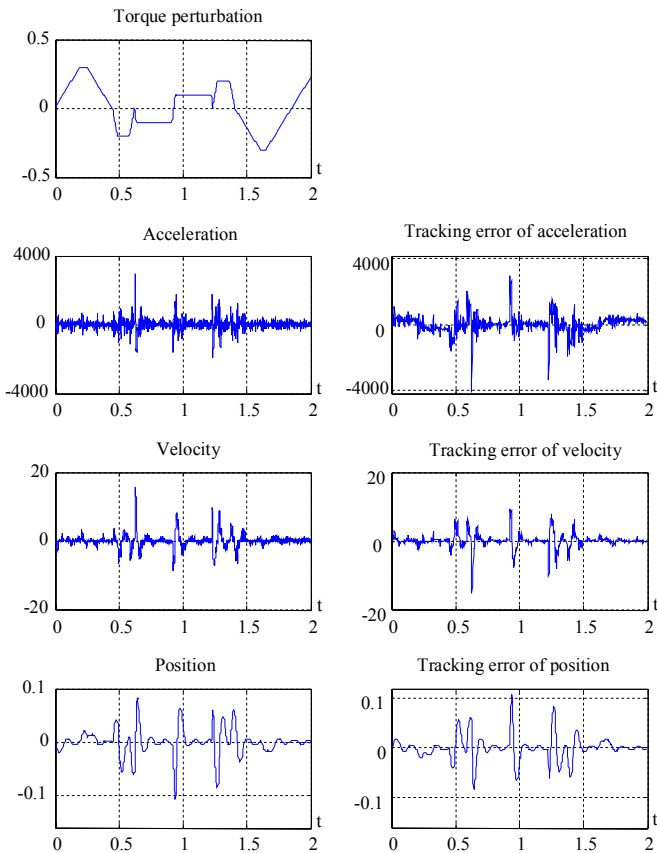 Torque perturbation
0.5
0
-0.5
t
0 0.5 1 1.5 2
Acceleration
4000
0
-4000
t
0 0.5 1 1.5 2
Tracking error of acceleration
4000
0
-4000
t
0 0.5 1 1.5 2
Velocity
20
0
-20
t
0 0.5 1 1.5 2
Tracking error of velocity
20
0
-20
t
0 0.5 1 1.5 2
Position
0.1
0
-0.1
t
0 0.5 1 1.5 2
Tracking error of position
0.1
0
-0.1
t
0 0.5 1 1.5 2